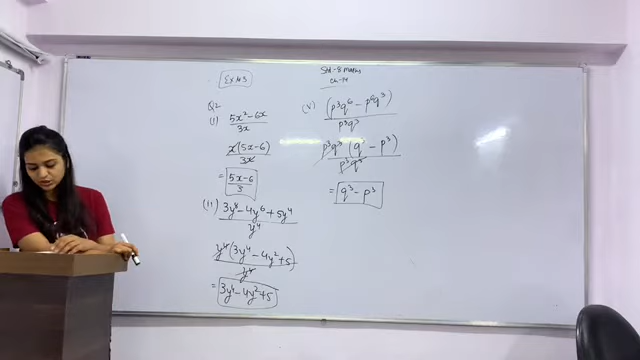 Ex 14.3
Std - 8 Maths
Ch-14
Q2
(i) 5x² - 6x
3x
x(5x-6)
3x
= 5x-6
3
(ii) 3y⁸ - 4y⁶ + 5y⁴
y⁴
y⁴(3y⁴ - 4y² + 5)
y⁴
= 3y⁴ - 4y² + 5
(v) (p³q⁶ - p⁶q³)
p³q³
p³q³ (q³ - p³)
p³q³
= q³ - p³